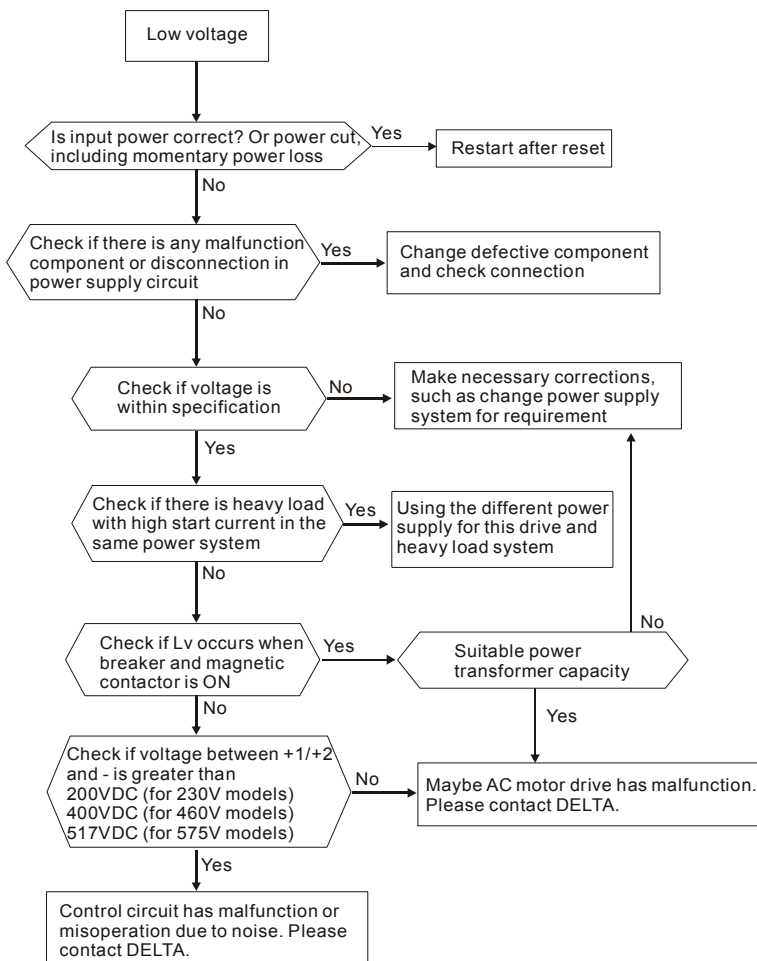 Low voltage
Is input power correct? Or power cut,
including momentary power loss
Yes
Restart after reset
No
Check if there is any malfunction
component or disconnection in
power supply circuit
Yes
Change defective component
and check connection
No
Check if voltage is
within specification
No
Make necessary corrections,
such as change power supply
system for requirement
Yes
Check if there is heavy load
with high start current in the
same power system
Yes
Using the different power
supply for this drive and
heavy load system
No
Check if Lv occurs when
breaker and magnetic
contactor is ON
Yes
Suitable power
transformer capacity
No
Yes
No
Check if voltage between +1/+2
and - is greater than
200VDC (for 230V models)
400VDC (for 460V models)
517VDC (for 575V models)
No
Maybe AC motor drive has malfunction.
Please contact DELTA.
Yes
Control circuit has malfunction or
misoperation due to noise. Please
contact DELTA.